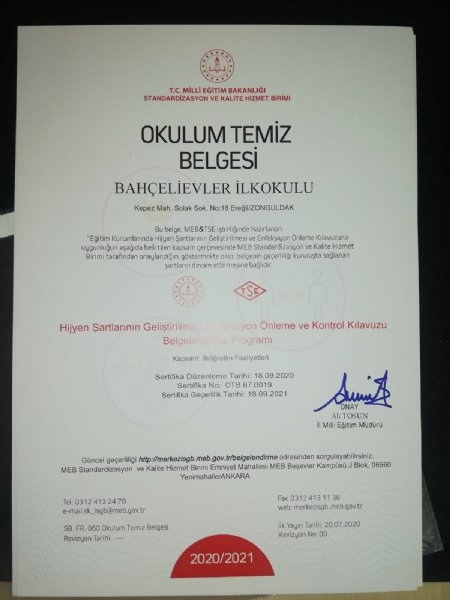 T.C. MİLLİ EĞİTİM BAKANLIĞI
STANDARDİZASYON VE KALİTE HİZMET BİRİMİ
OKULUM TEMİZ
BELGESİ
BAHÇELİEVLER İLKOKULU
Kepez Mah. Solak Sok. No:18 Ereğli/ZONGULDAK
Bu belge, MEB&TSE işbirliğinde hazırlanan
"Eğitim Kurumlarında Hijyen Şartlarının Geliştirilmesi ve Enfeksiyon Önleme Kılavuzuna
uygunluğun aşağıda belirtilen kapsam çerçevesinde MEB Standardizasyon ve Kalite Hizmet
Birimi tarafından onaylandığını göstermekte olup, belgenin geçerliliği kuruluşta sağlanan
şartların devam ettirmesine bağlıdır.
TSE
Hijyen Şartlarının Geliştirilmesi, Enfeksiyon Önleme ve Kontrol Kılavuzu
Belgelendirme Programı
Kapsam: İlköğretim Faaliyetleri
Sertifika Düzenleme Tarihi: 18.09.2020
Sertifika No: OTB.67.0019
Sertifika Geçerlilik Tarihi: 18.09.2021
ONAY
Ali TOSUN
İl Milli Eğitim Müdürü
Güncel geçerliliği http://merkezisgb.meb.gov.tr/belgelendirme adresinden sorgulayabilirsiniz.
MEB Standardizasyon ve Kalite Hizmet Birimi Emniyet Mahallesi MEB Beşevler Kampüsü J Blok, 06590
Yenimahalle/ANKARA
Tel: 0312 413 24 78
e-mail:sk_isgb@meb.gov.tr
Fax: 0312 413 11 36
web: merkezisgb.meb.gov.tr
SB. FR. 060 Okulum Temiz Belgesi
Revizyon Tarihi: ---
İlk Yayın Tarihi: 20.07.2020
Revizyon No: 00
2020/2021